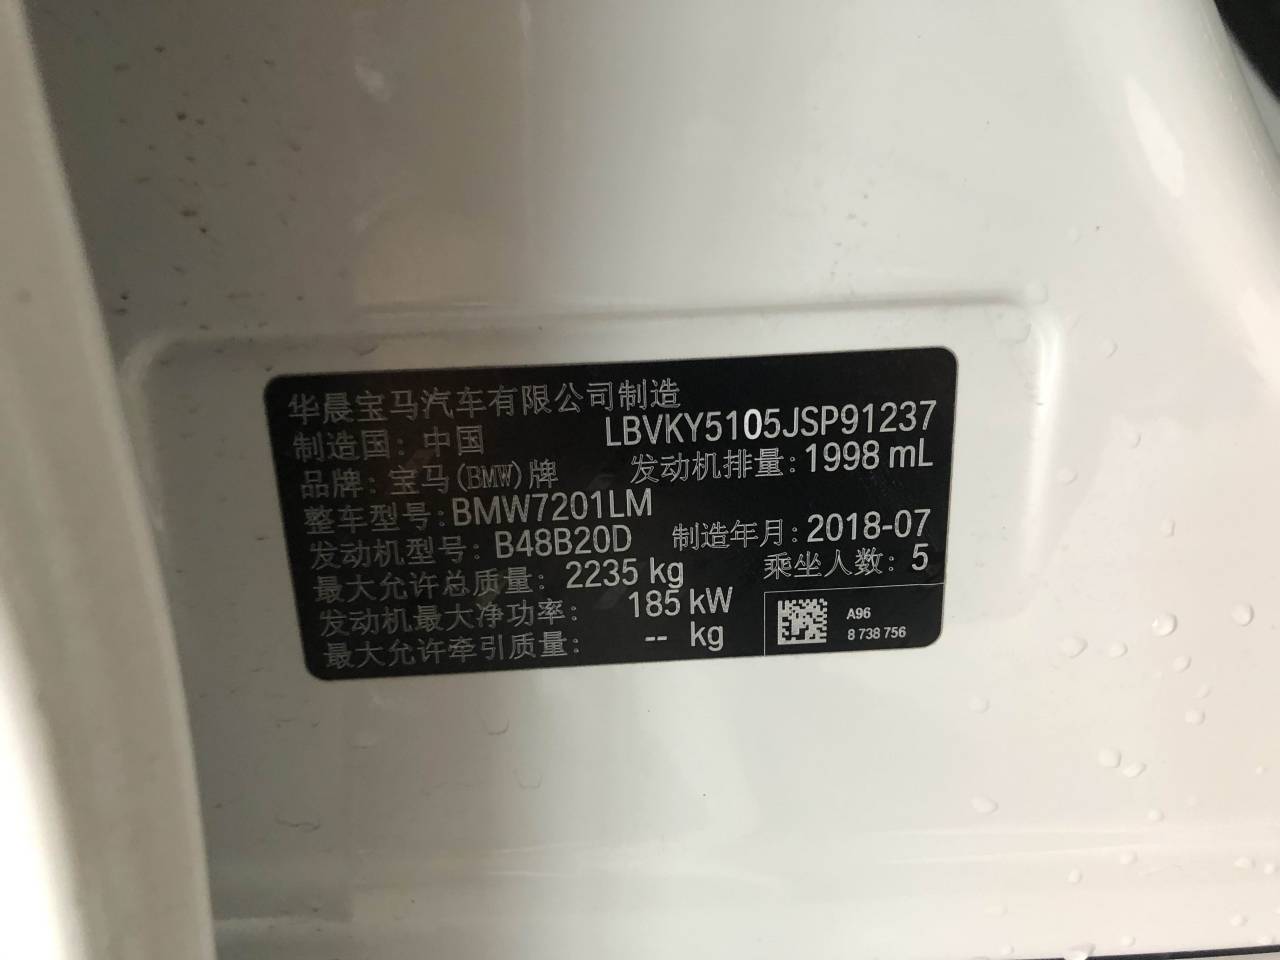 华晨宝马汽车有限公司制造
制造国：中国 LBVKY5105JSP91237
品牌：宝马(BMW)牌 发动机排量：1998 mL
整车型号：BMW7201LM
发动机型号：B48B20D 制造年月：2018-07
最大允许总质量：2235 kg 乘坐人数：5
发动机最大净功率：185 kW
最大允许牵引质量：-- kg
A96
8 738 756